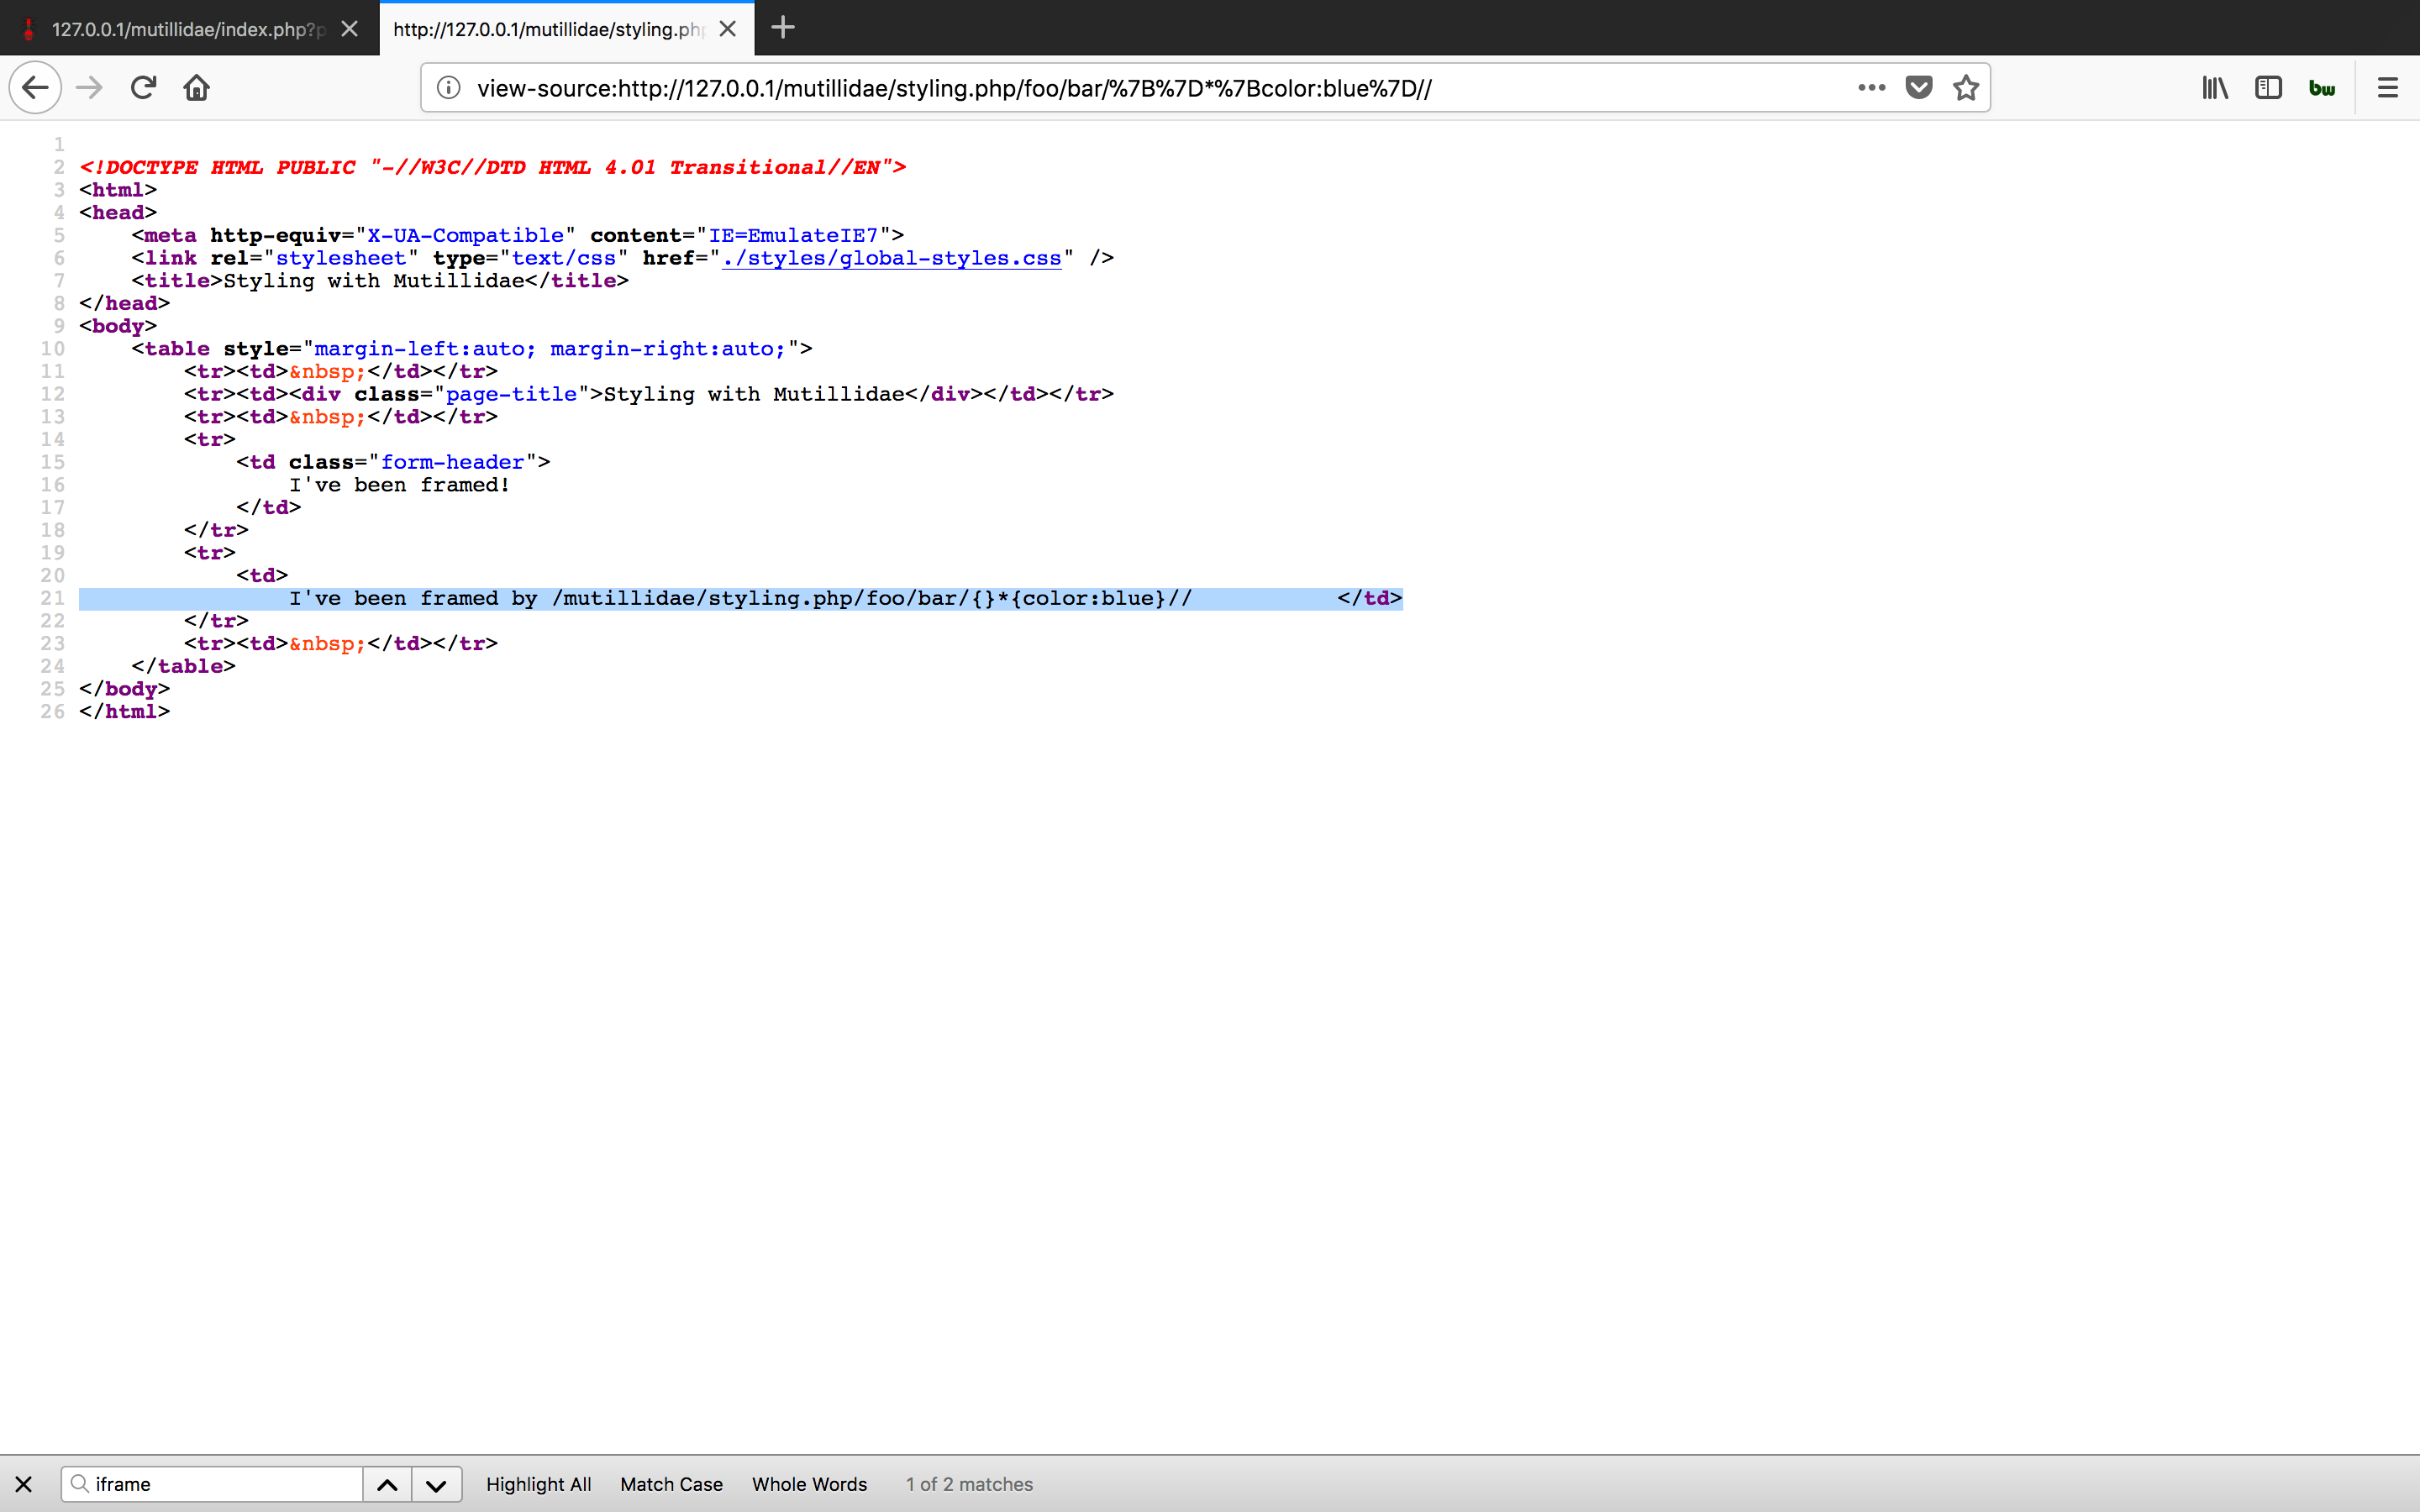 127.0.0.1/mutillidae/index.php?p
http://127.0.0.1/mutillidae/styling.php
view-source:http://127.0.0.1/mutillidae/styling.php/foo/bar/%7B%7D*%7Bcolor:blue%7D//
bw
1
2 <!DOCTYPE HTML PUBLIC "-//W3C//DTD HTML 4.01 Transitional//EN">
3 <html>
4 <head>
5     <meta http-equiv="X-UA-Compatible" content="IE=EmulateIE7">
6     <link rel="stylesheet" type="text/css" href="./styles/global-styles.css" />
7     <title>Styling with Mutillidae</title>
8 </head>
9 <body>
10     <table style="margin-left:auto; margin-right:auto;">
11         <tr><td>&nbsp;</td></tr>
12         <tr><td><div class="page-title">Styling with Mutillidae</div></td></tr>
13         <tr><td>&nbsp;</td></tr>
14         <tr>
15             <td class="form-header">
16                 I've been framed!
17             </td>
18         </tr>
19         <tr>
20             <td>
21                 I've been framed by /mutillidae/styling.php/foo/bar/{}*{color:blue}//           </td>
22         </tr>
23         <tr><td>&nbsp;</td></tr>
24     </table>
25 </body>
26 </html>
iframe
Highlight All
Match Case
Whole Words
1 of 2 matches